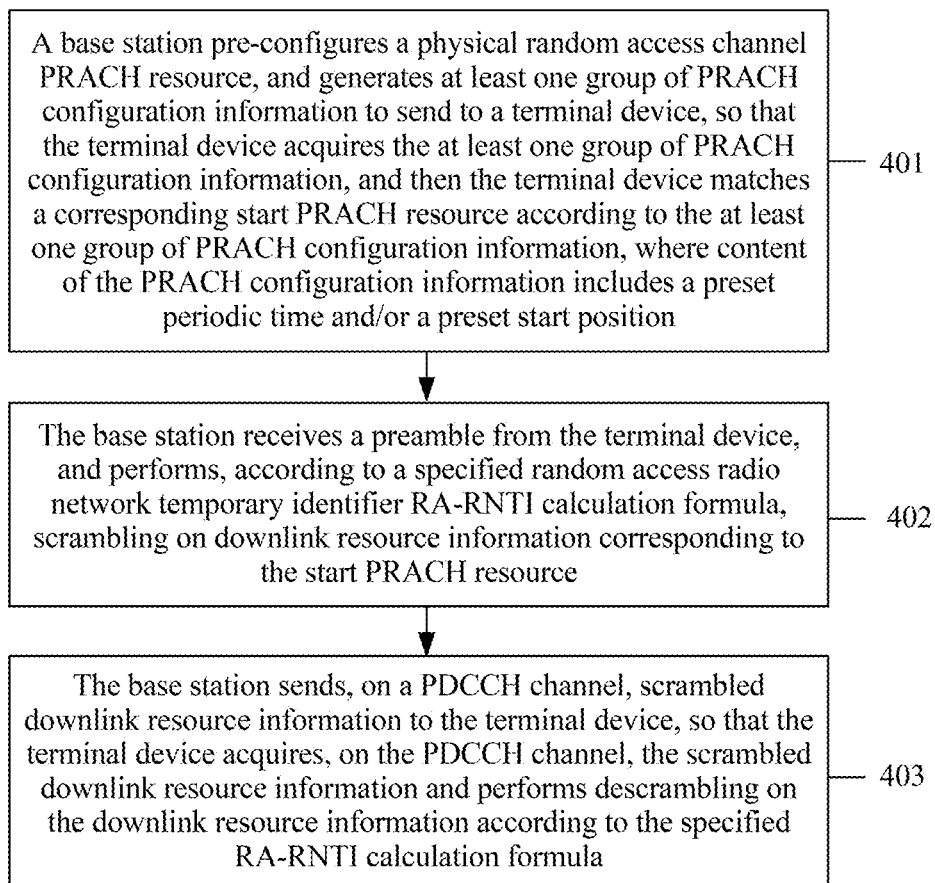 A base station pre-configures a physical random access channel
PRACH resource, and generates at least one group of PRACH
configuration information to send to a terminal device, so that
the terminal device acquires the at least one group of PRACH
configuration information, and then the terminal device matches
a corresponding start PRACH resource according to the at least
one group of PRACH configuration information, where content
of the PRACH configuration information includes a preset
periodic time and/or a preset start position
401
The base station receives a preamble from the terminal device,
and performs, according to a specified random access radio
network temporary identifier RA-RNTI calculation formula,
scrambling on downlink resource information corresponding to
the start PRACH resource
402
The base station sends, on a PDCCH channel, scrambled
downlink resource information to the terminal device, so that the
terminal device acquires, on the PDCCH channel, the scrambled
downlink resource information and performs descrambling on
the downlink resource information according to the specified
RA-RNTI calculation formula
403